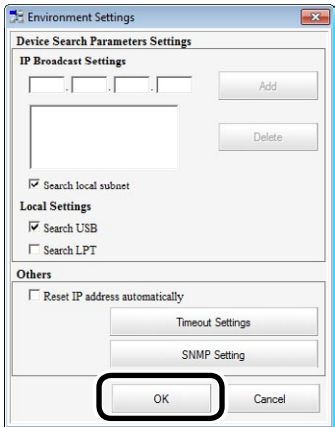 Environment Settings
Device Search Parameters Settings
IP Broadcast Settings
. . .
Add
Delete
Search local subnet
Local Settings
Search USB
Search LPT
Others
Reset IP address automatically
Timeout Settings
SNMP Setting
OK Cancel